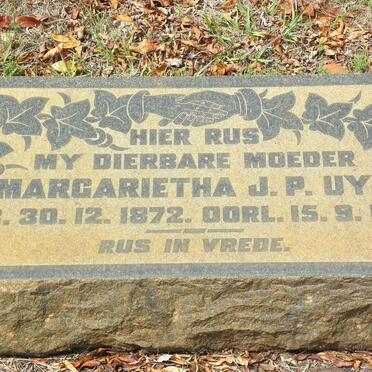 HIER RUS
MY DIERBARE MOEDER
MARGARIETHA J. P. UY
. 30. 12. 1872. OORL. 15. 9.
RUS IN VREDE.